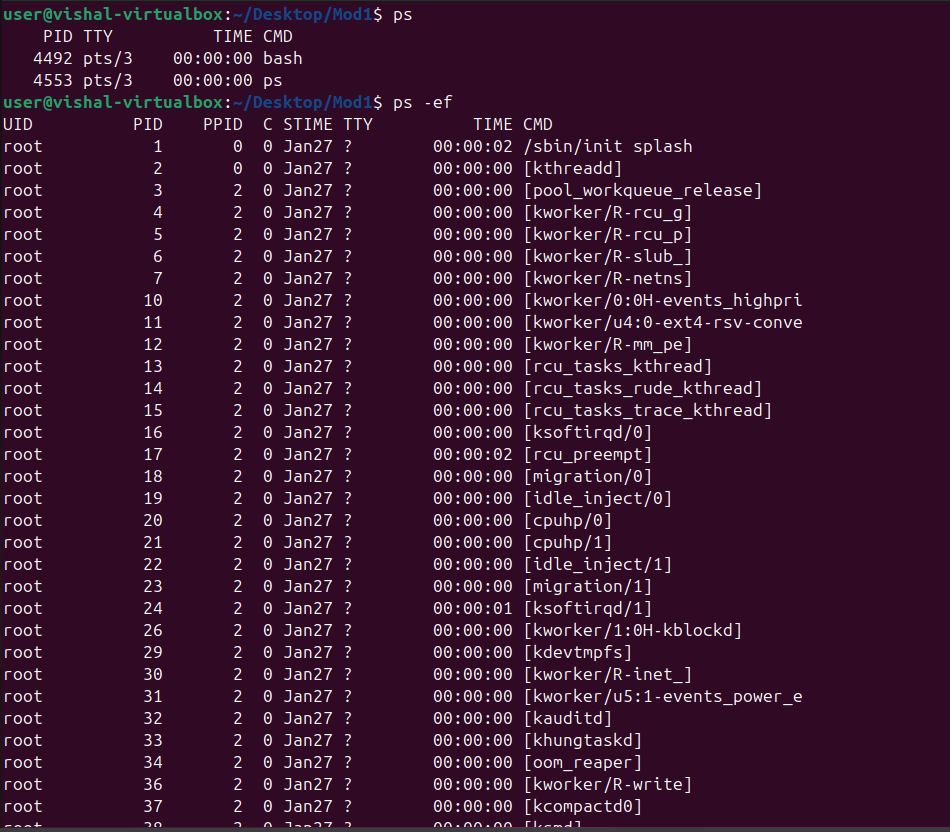 user@vishal-virtualbox:~/Desktop/Mod1$ ps
    PID TTY          TIME CMD
   4492 pts/3    00:00:00 bash
   4553 pts/3    00:00:00 ps
user@vishal-virtualbox:~/Desktop/Mod1$ ps -ef
UID          PID    PPID  C STIME TTY          TIME CMD
root           1       0  0 Jan27 ?        00:00:02 /sbin/init splash
root           2       0  0 Jan27 ?        00:00:00 [kthreadd]
root           3       2  0 Jan27 ?        00:00:00 [pool_workqueue_release]
root           4       2  0 Jan27 ?        00:00:00 [kworker/R-rcu_g]
root           5       2  0 Jan27 ?        00:00:00 [kworker/R-rcu_p]
root           6       2  0 Jan27 ?        00:00:00 [kworker/R-slub_]
root           7       2  0 Jan27 ?        00:00:00 [kworker/R-netns]
root          10       2  0 Jan27 ?        00:00:00 [kworker/0:0H-events_highpri
root          11       2  0 Jan27 ?        00:00:00 [kworker/u4:0-ext4-rsv-conve
root          12       2  0 Jan27 ?        00:00:00 [kworker/R-mm_pe]
root          13       2  0 Jan27 ?        00:00:00 [rcu_tasks_kthread]
root          14       2  0 Jan27 ?        00:00:00 [rcu_tasks_rude_kthread]
root          15       2  0 Jan27 ?        00:00:00 [rcu_tasks_trace_kthread]
root          16       2  0 Jan27 ?        00:00:00 [ksoftirqd/0]
root          17       2  0 Jan27 ?        00:00:02 [rcu_preempt]
root          18       2  0 Jan27 ?        00:00:00 [migration/0]
root          19       2  0 Jan27 ?        00:00:00 [idle_inject/0]
root          20       2  0 Jan27 ?        00:00:00 [cpuhp/0]
root          21       2  0 Jan27 ?        00:00:00 [cpuhp/1]
root          22       2  0 Jan27 ?        00:00:00 [idle_inject/1]
root          23       2  0 Jan27 ?        00:00:00 [migration/1]
root          24       2  0 Jan27 ?        00:00:01 [ksoftirqd/1]
root          26       2  0 Jan27 ?        00:00:00 [kworker/1:0H-kblockd]
root          29       2  0 Jan27 ?        00:00:00 [kdevtmpfs]
root          30       2  0 Jan27 ?        00:00:00 [kworker/R-inet_]
root          31       2  0 Jan27 ?        00:00:00 [kworker/u5:1-events_power_e
root          32       2  0 Jan27 ?        00:00:00 [kauditd]
root          33       2  0 Jan27 ?        00:00:00 [khungtaskd]
root          34       2  0 Jan27 ?        00:00:00 [oom_reaper]
root          36       2  0 Jan27 ?        00:00:00 [kworker/R-write]
root          37       2  0 Jan27 ?        00:00:00 [kcompactd0]
root          38       2  0 Jan27 ?        00:00:00 [ksmd]